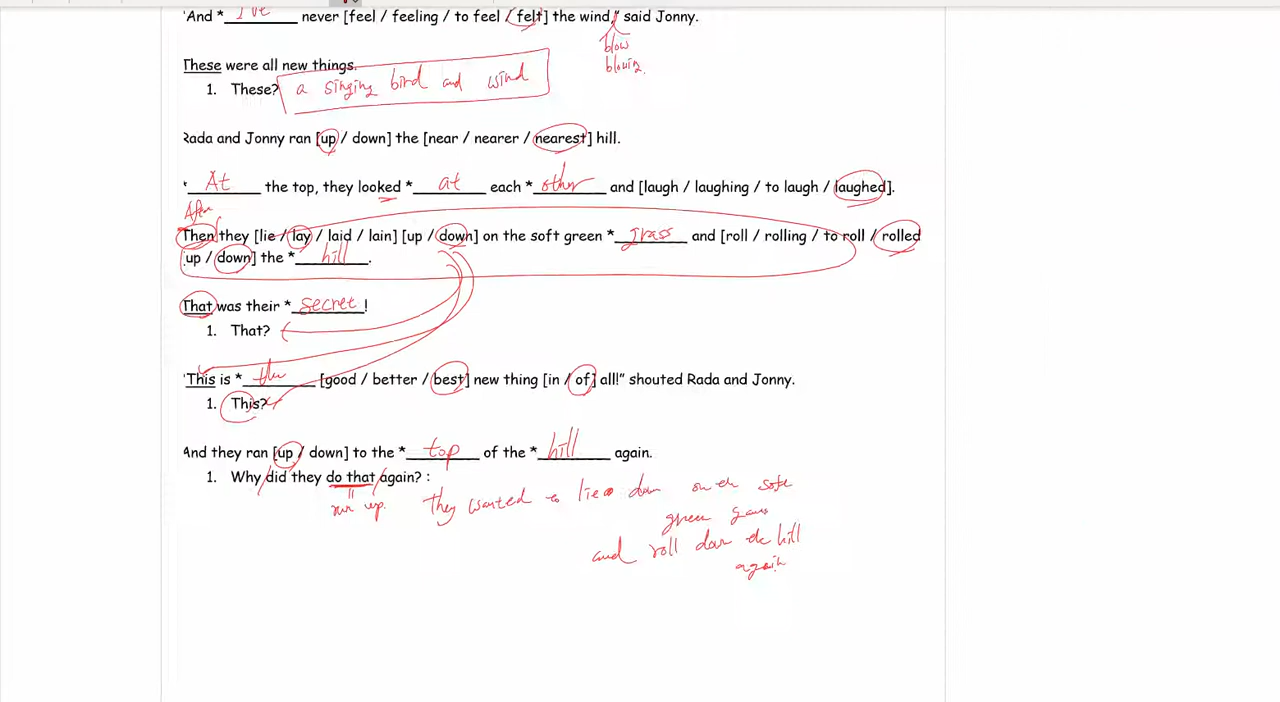 'And * I've never [feel / feeling / to feel / felt] the wind," said Jonny.
blow
blowing.
These were all new things.
1. These? a singing bird and wind
Rada and Jonny ran [up / down] the [near / nearer / nearest] hill.
* At the top, they looked * at each * other and [laugh / laughing / to laugh / laughed].
After
Then they [lie / lay / laid / lain] [up / down] on the soft green * grass and [roll / rolling / to roll / rolled
up / down] the * hill.
That was their * secret!
1. That?
'This is * the [good / better / best] new thing [in / of] all!" shouted Rada and Jonny.
1. This?
And they ran [up / down] to the * top of the * hill again.
1. Why did they do that again? :
run up. They wanted to lie down on the soft
green grass
and roll down the hill
again